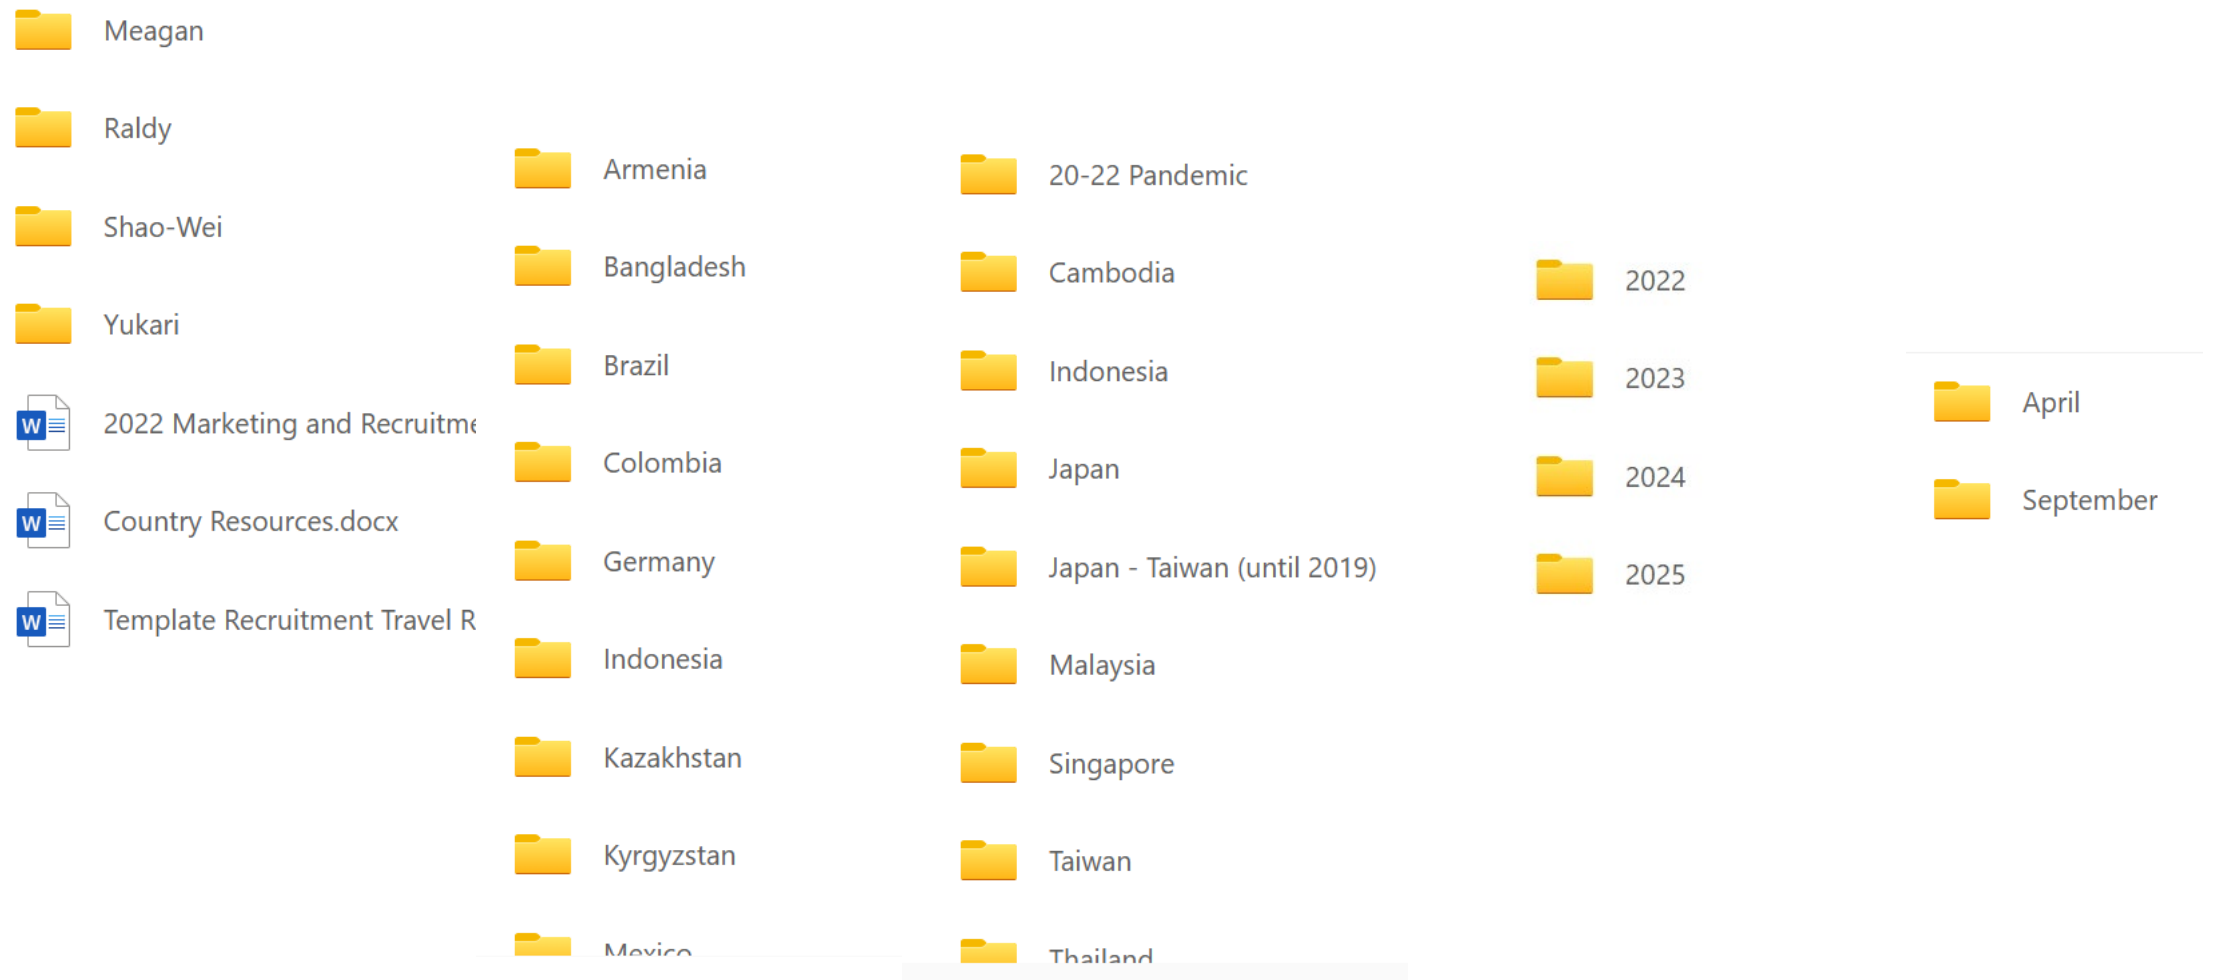 Meagan
Raldy
Shao-Wei
Yukari
2022 Marketing and Recruitme
Country Resources.docx
Template Recruitment Travel R
Armenia
Bangladesh
Brazil
Colombia
Germany
Indonesia
Kazakhstan
Kyrgyzstan
Mexico
20-22 Pandemic
Cambodia
Indonesia
Japan
Japan - Taiwan (until 2019)
Malaysia
Singapore
Taiwan
Thailand
2022
2023
2024
2025
April
September